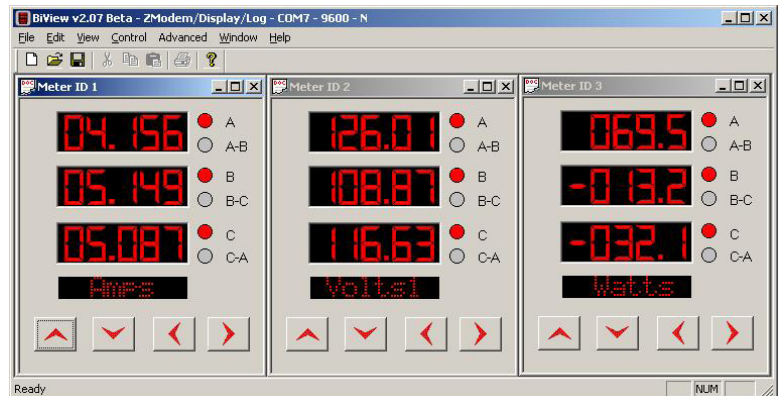 BiView v2.07 Beta - ZModem/Display/Log - COM7 - 9600 - N
File Edit View Control Advanced Window Help
Meter ID 1
04.156 A
A-B
05.149 B
B-C
05.087 C
C-A
Amps
Meter ID 2
126.01 A
A-B
108.87 B
B-C
116.63 C
C-A
Volts1
Meter ID 3
069.5 A
A-B
-013.2 B
B-C
-032.1 C
C-A
Watts
Ready NUM